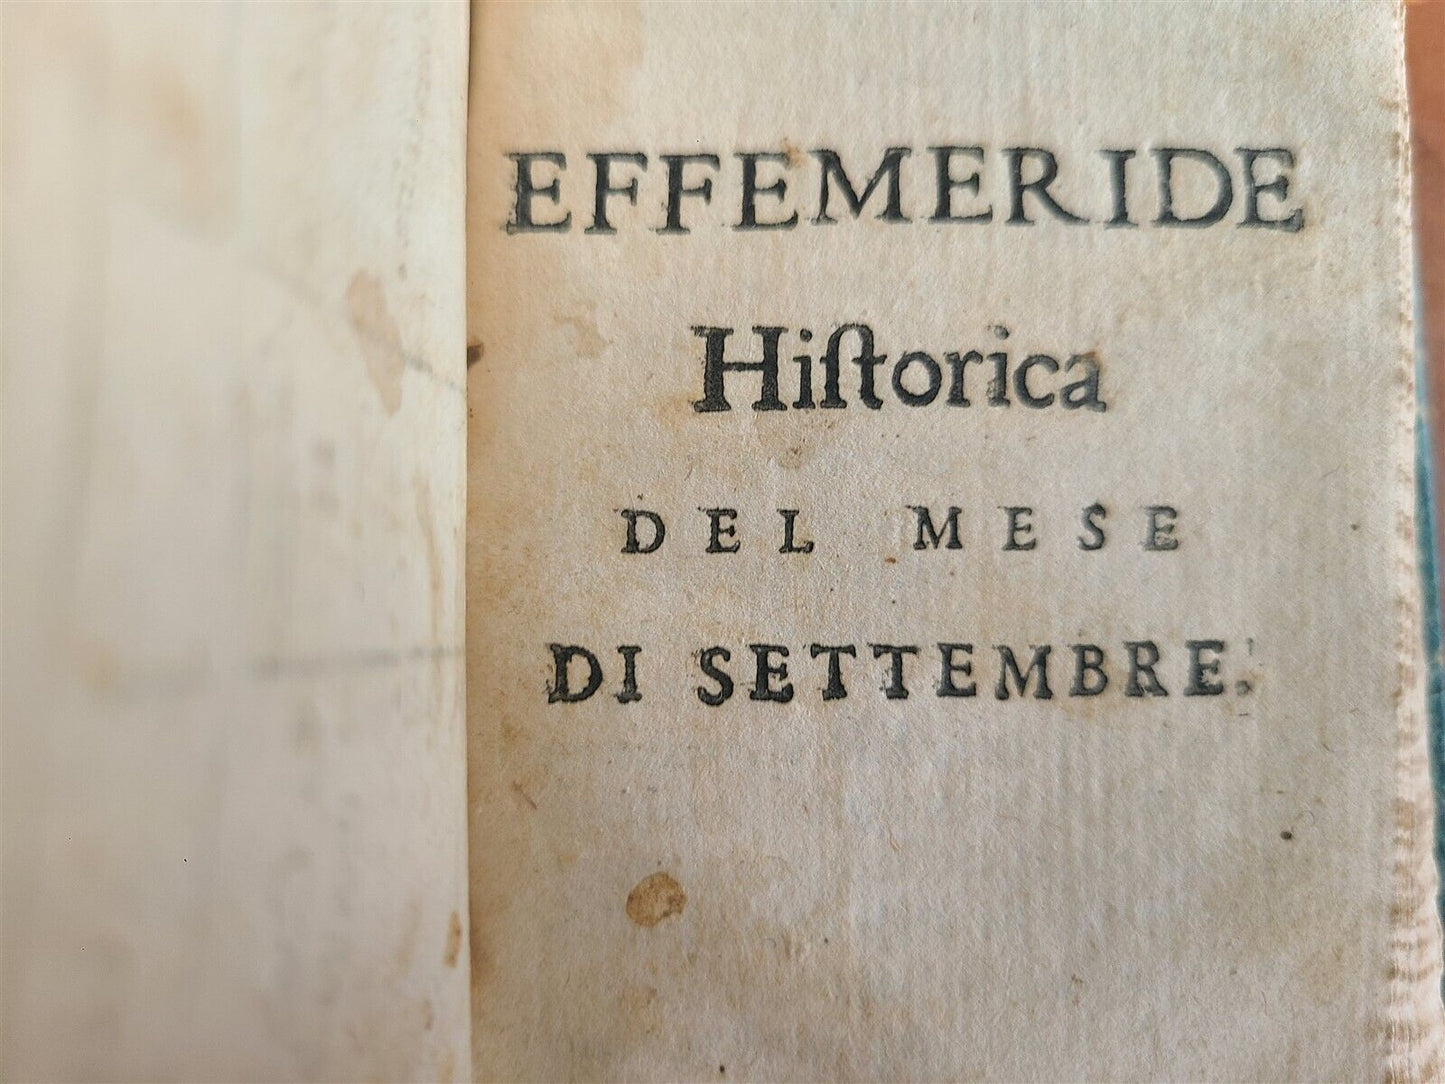 EFFEMERIDE
Hiſtorica
DEL MESE
DI SETTEMBRE.